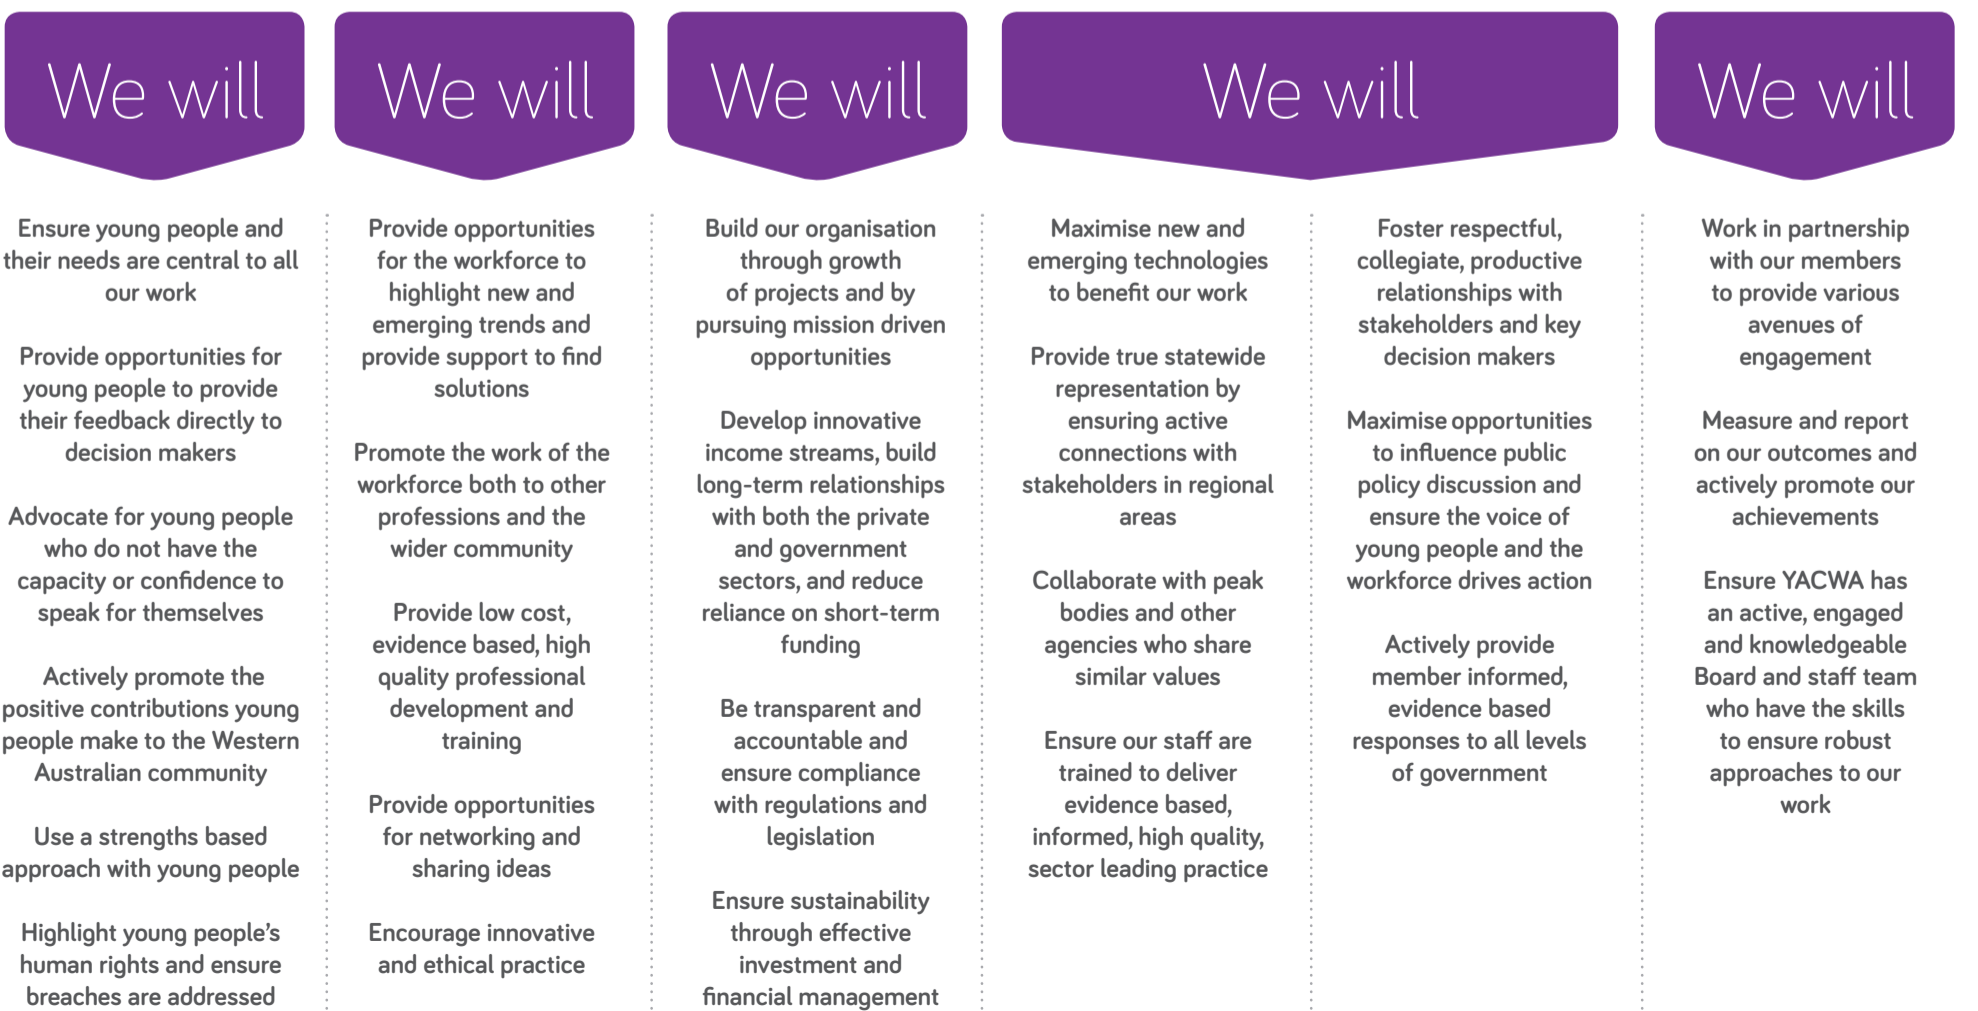 We will
Ensure young people and
their needs are central to all
our work
Provide opportunities for
young people to provide
their feedback directly to
decision makers
Advocate for young people
who do not have the
capacity or confidence to
speak for themselves
Actively promote the
positive contributions young
people make to the Western
Australian community
Use a strengths based
approach with young people
Highlight young people’s
human rights and ensure
breaches are addressed
We will
Provide opportunities
for the workforce to
highlight new and
emerging trends and
provide support to find
solutions
Promote the work of the
workforce both to other
professions and the
wider community
Provide low cost,
evidence based, high
quality professional
development and
training
Provide opportunities
for networking and
sharing ideas
Encourage innovative
and ethical practice
We will
Build our organisation
through growth
of projects and by
pursuing mission driven
opportunities
Develop innovative
income streams, build
long-term relationships
with both the private
and government
sectors, and reduce
reliance on short-term
funding
Be transparent and
accountable and
ensure compliance
with regulations and
legislation
Ensure sustainability
through effective
investment and
financial management
We will
Maximise new and
emerging technologies
to benefit our work
Provide true statewide
representation by
ensuring active
connections with
stakeholders in regional
areas
Collaborate with peak
bodies and other
agencies who share
similar values
Ensure our staff are
trained to deliver
evidence based,
informed, high quality,
sector leading practice
Foster respectful,
collegiate, productive
relationships with
stakeholders and key
decision makers
Maximise opportunities
to influence public
policy discussion and
ensure the voice of
young people and the
workforce drives action
Actively provide
member informed,
evidence based
responses to all levels
of government
We will
Work in partnership
with our members
to provide various
avenues of
engagement
Measure and report
on our outcomes and
actively promote our
achievements
Ensure YACWA has
an active, engaged
and knowledgeable
Board and staff team
who have the skills
to ensure robust
approaches to our
work